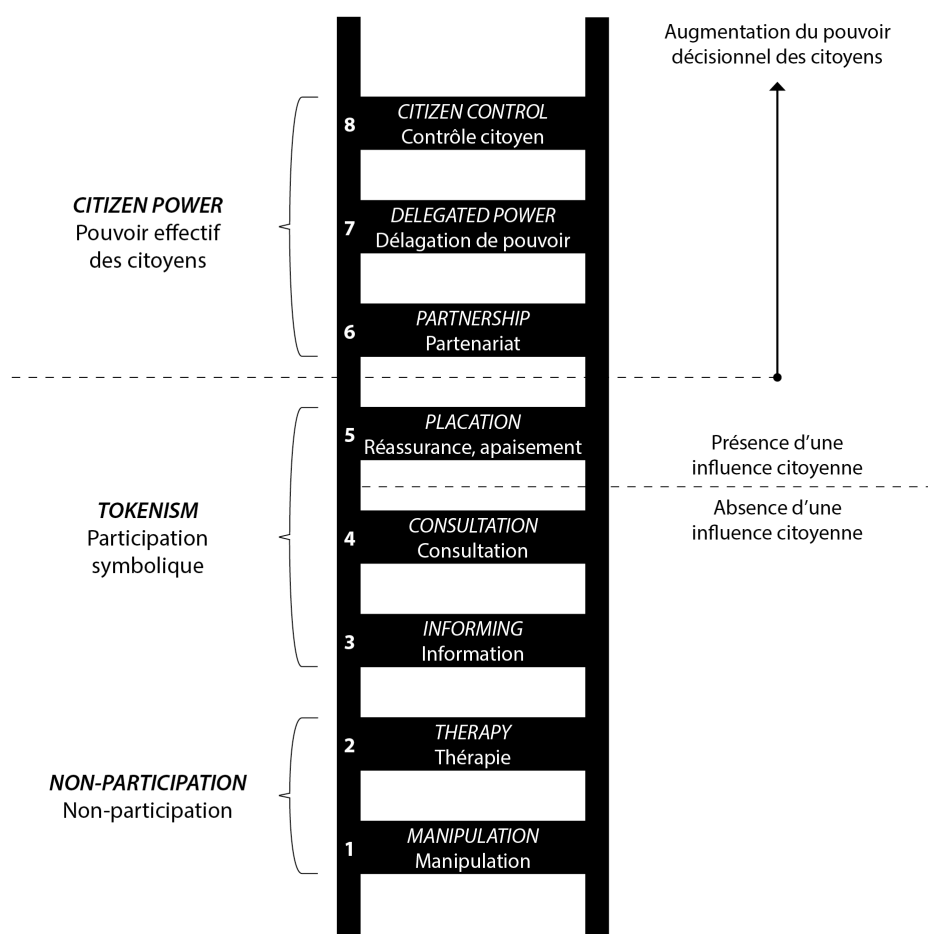 Augmentation du pouvoir
décisionnel des citoyens
8
CITIZEN CONTROL
Contrôle citoyen
CITIZEN POWER
Pouvoir effectif
des citoyens
7
DELEGATED POWER
Délagation de pouvoir
6
PARTNERSHIP
Partenariat
5
PLACATION
Réassurance, apaisement
Présence d'une
influence citoyenne
TOKENISM
Participation
symbolique
Absence d'une
influence citoyenne
4
CONSULTATION
Consultation
3
INFORMING
Information
2
THERAPY
Thérapie
NON-PARTICIPATION
Non-participation
1
MANIPULATION
Manipulation